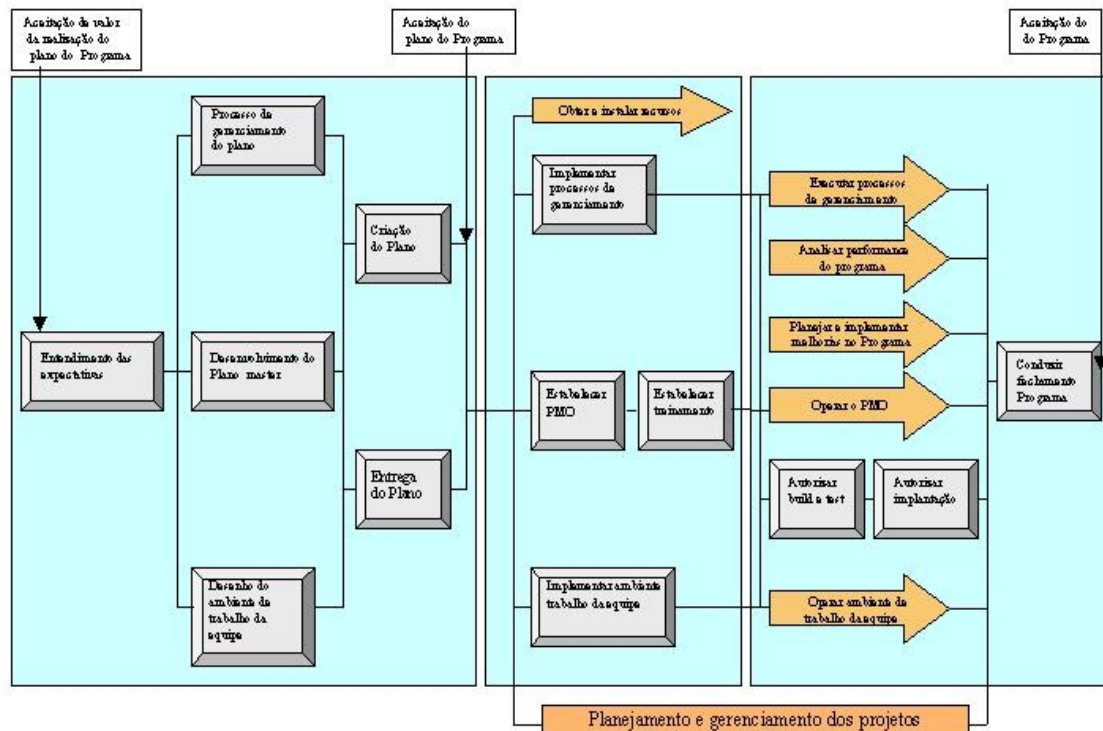 Aceitação de valor
da realização do
plano do Programa
Aceitação do
plano do Programa
Aceitação do
do Programa
Processo de
gerenciamento
do plano
Criação
do Plano
Entendimento das
expectativas
Desenvolvimento do
Plano master
Entrega
do Plano
Desenho do
ambiente de
trabalho da
equipe
Obter e instalar recursos
Implementar
processos de
gerenciamento
Estabelecer
PMO
Estabelecer
treinamento
Implementar ambiente
trabalho da equipe
Executar processos
de gerenciamento
Analisar performance
do programa
Planejar e implementar
melhorias no Programa
Operar o PMO
Autorizar
build e test
Autorizar
implantação
Operar ambiente de
trabalho da equipe
Conduzir
fechamento
Programa
Planejamento e gerenciamento dos projetos